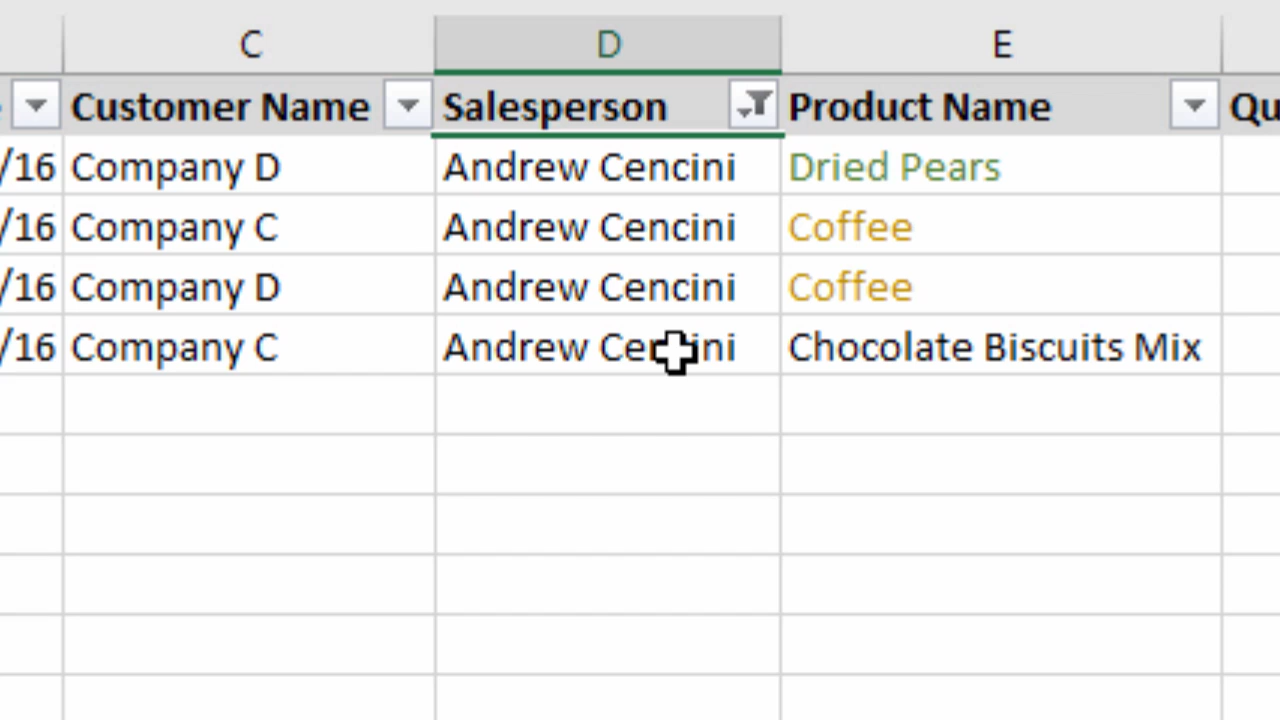 C D E
Customer Name Salesperson Product Name Qu
/16 Company D Andrew Cencini Dried Pears
/16 Company C Andrew Cencini Coffee
/16 Company D Andrew Cencini Coffee
/16 Company C Andrew Cencini Chocolate Biscuits Mix